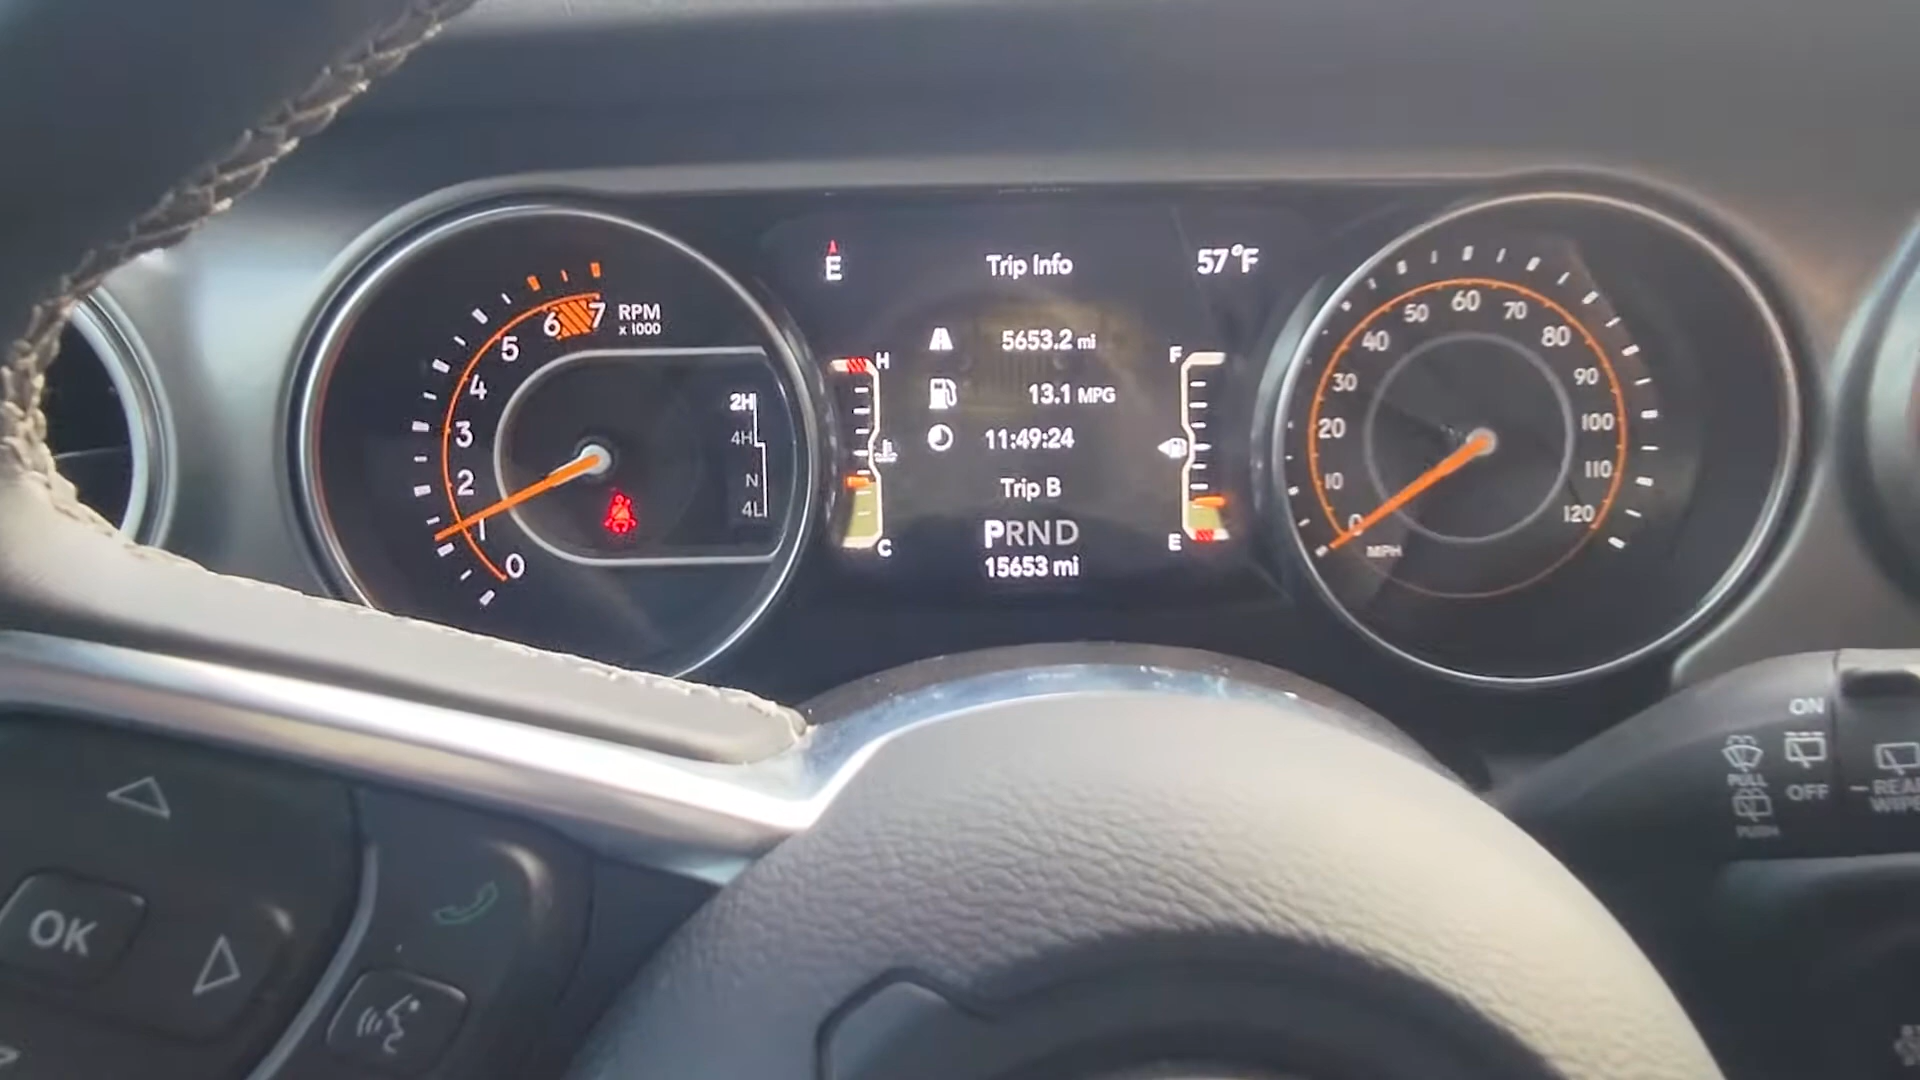 E
Trip Info
57°F
5653.2 mi
13.1 MPG
11:49:24
Trip B
PRND
15653 mi
H
C
F
E
0
1
2
3
4
5
6
7
RPM
x 1000
2H
4H
N
4L
0
10
20
30
40
50
60
70
80
90
100
110
120
MPH
ON
PULL
OFF
PUSH
OK